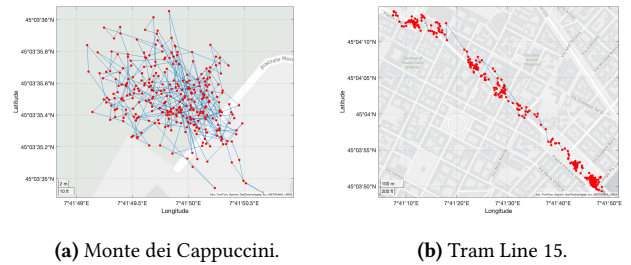 45°03'36"N
45°03'35.8"N
45°03'35.6"N
45°03'35.4"N
45°03'35.2"N
45°03'35"N
Latitude
Piazzale Mon
2 m
10 ft
7°41'49"E
7°41'49.5"E
7°41'50"E
7°41'50.5"E
Longitude
(a) Monte dei Cappuccini.
45°04'10"N
45°04'05"N
45°04'N
45°03'55"N
45°03'50"N
Latitude
100 m
200 ft
7°41'10"E
7°41'20"E
7°41'30"E
7°41'40"E
7°41'50"E
Longitude
(b) Tram Line 15.